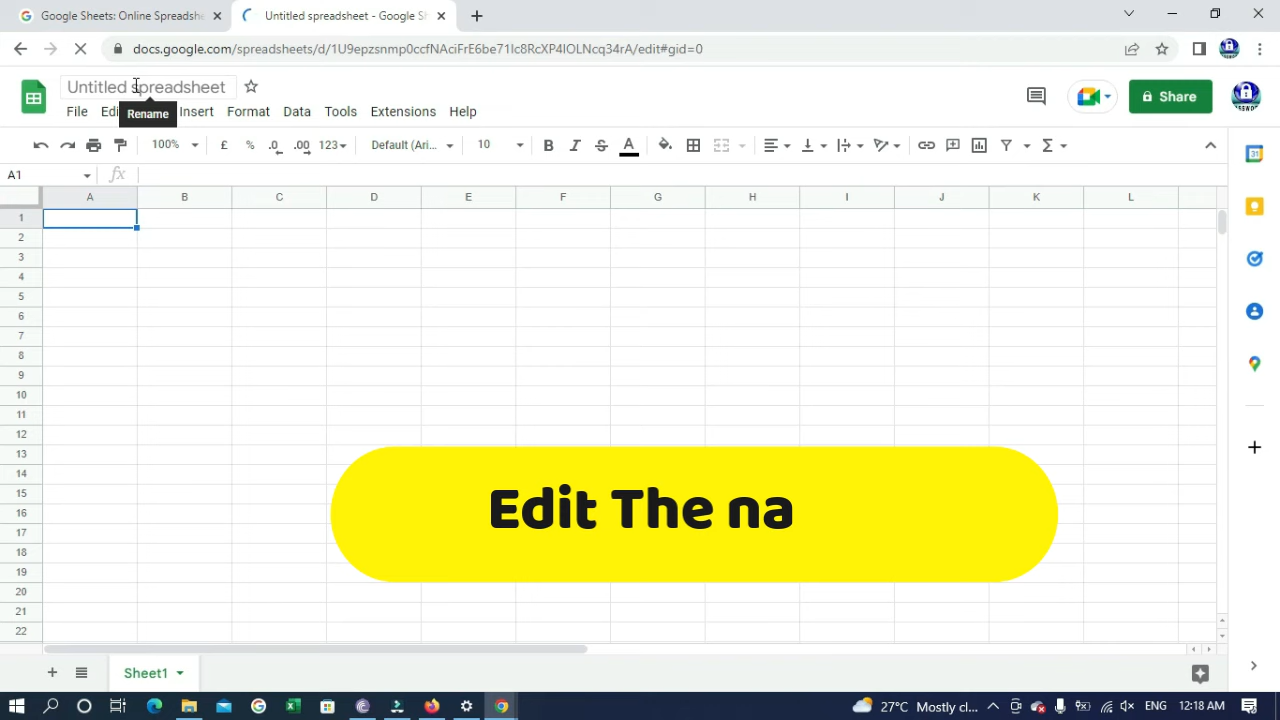 Google Sheets: Online Spreadshe
Untitled spreadsheet - Google Sh
docs.google.com/spreadsheets/d/1U9epzsnmp0ccfNAciFrE6be71Ic8RcXP4IOLNcq34rA/edit#gid=0
Untitled spreadsheet
File Edi Insert Format Data Tools Extensions Help
Rename
Share
100% £ % .0 .00 123 Default (Ari... 10 B I S A Σ
A1 fx
A B C D E F G H I J K L
1
2
3
4
5
6
7
8
9
10
11
12
13
14
15
16
17
18
19
20
21
22
Edit The na
31
Sheet1
27°C Mostly cl... 12:18 AM